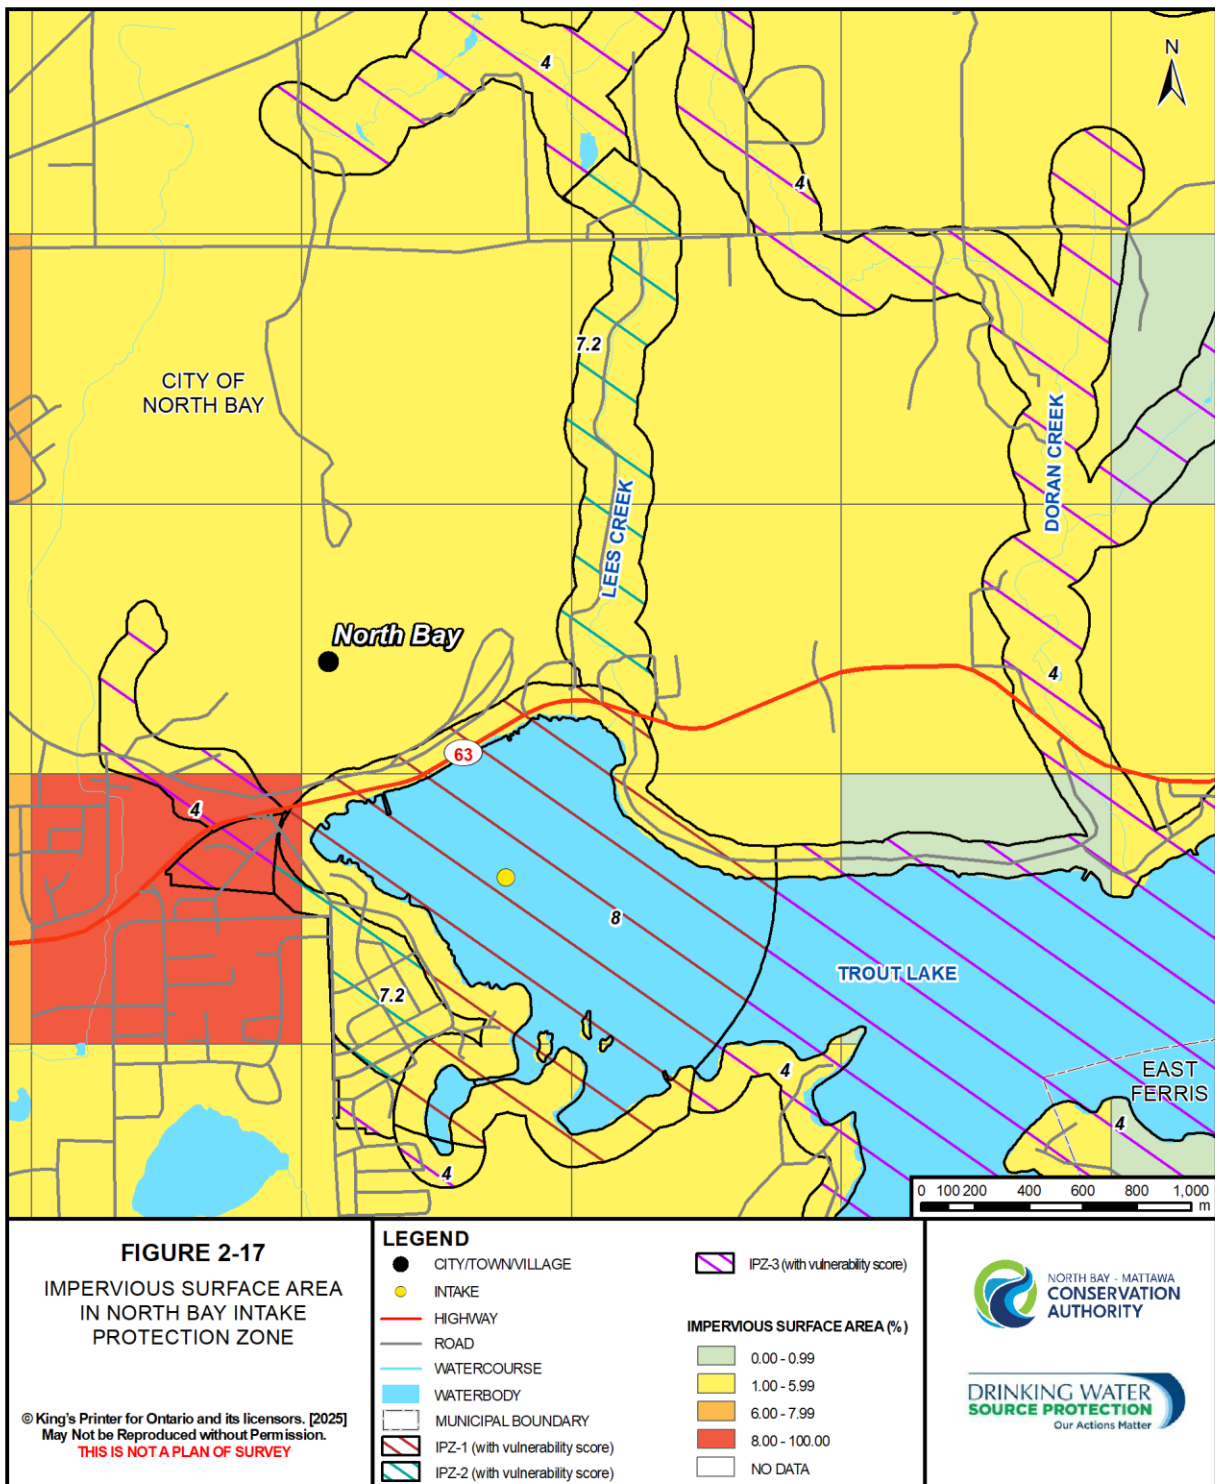 N
4
4
7.2
CITY OF
NORTH BAY
LEES CREEK
DORAN CREEK
North Bay
4
63
4
8
TROUT LAKE
7.2
4
EAST
FERRIS
4
4
0 100 200 400 600 800 1,000
m
FIGURE 2-17
IMPERVIOUS SURFACE AREA
IN NORTH BAY INTAKE
PROTECTION ZONE
© King's Printer for Ontario and its licensors. [2025]
May Not be Reproduced without Permission.
THIS IS NOT A PLAN OF SURVEY
LEGEND
CITY/TOWN/VILLAGE
INTAKE
HIGHWAY
ROAD
WATERCOURSE
WATERBODY
MUNICIPAL BOUNDARY
IPZ-1 (with vulnerability score)
IPZ-2 (with vulnerability score)
IPZ-3 (with vulnerability score)
IMPERVIOUS SURFACE AREA (%)
0.00 - 0.99
1.00 - 5.99
6.00 - 7.99
8.00 - 100.00
NO DATA
NORTH BAY - MATTAWA
CONSERVATION
AUTHORITY
DRINKING WATER
SOURCE PROTECTION
Our Actions Matter